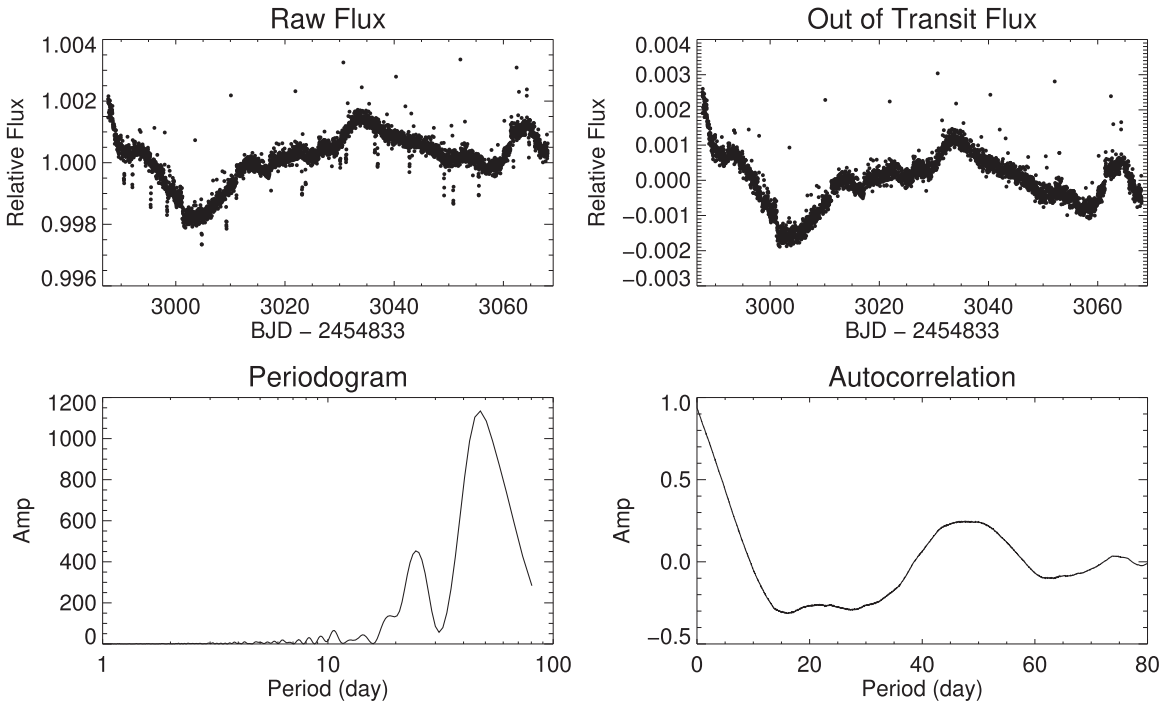 Raw Flux
1.004
1.002
1.000
0.998
0.996
Relative Flux
3000 3020 3040 3060
BJD − 2454833
Out of Transit Flux
0.004
0.003
0.002
0.001
0.000
−0.001
−0.002
−0.003
Relative Flux
3000 3020 3040 3060
BJD − 2454833
Periodogram
1200
1000
800
600
400
200
0
Amp
1 10 100
Period (day)
Autocorrelation
1.0
0.5
0.0
−0.5
Amp
0 20 40 60 80
Period (day)